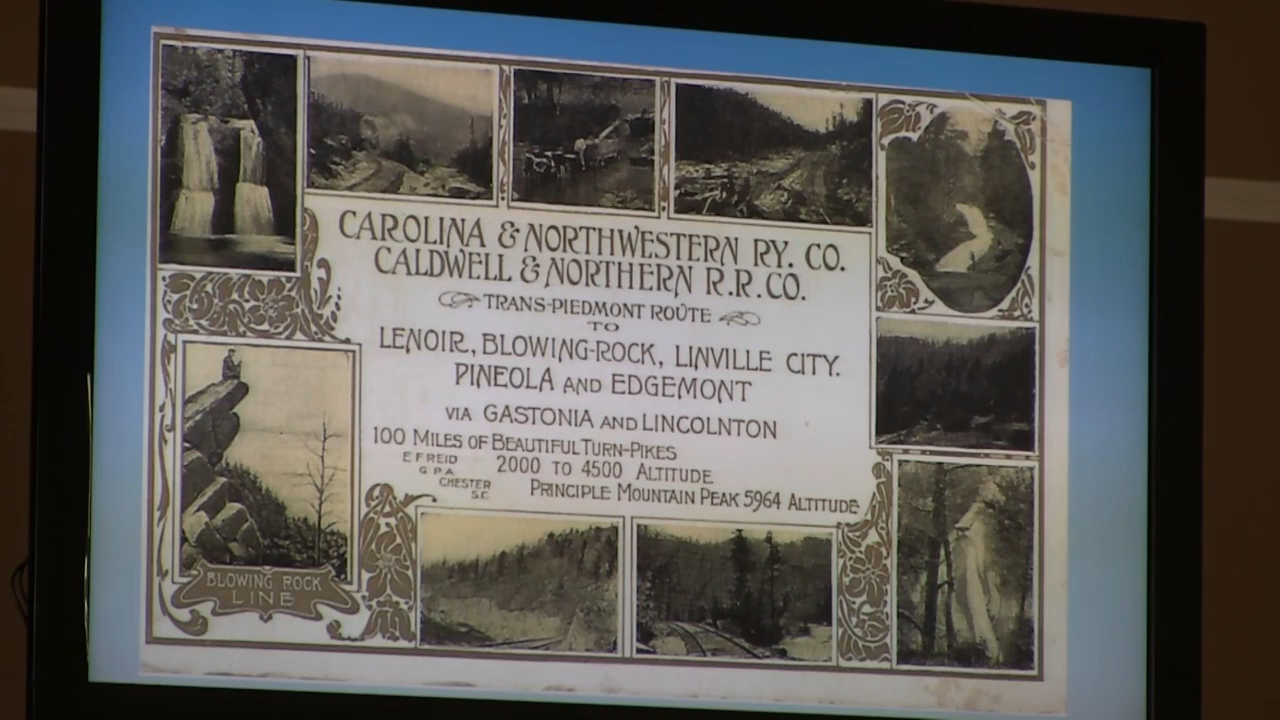 CAROLINA & NORTHWESTERN RY. CO.
CALDWELL & NORTHERN R.R. CO.
TRANS-PIEDMONT ROUTE
TO
LENOIR, BLOWING-ROCK, LINVILLE CITY.
PINEOLA AND EDGEMONT
VIA GASTONIA AND LINCOLNTON
100 MILES OF BEAUTIFUL TURN-PIKES
E F REID
G P A
CHESTER
S.C.
2000 TO 4500 ALTITUDE
PRINCIPLE MOUNTAIN PEAK 5964 ALTITUDE
BLOWING ROCK
LINE